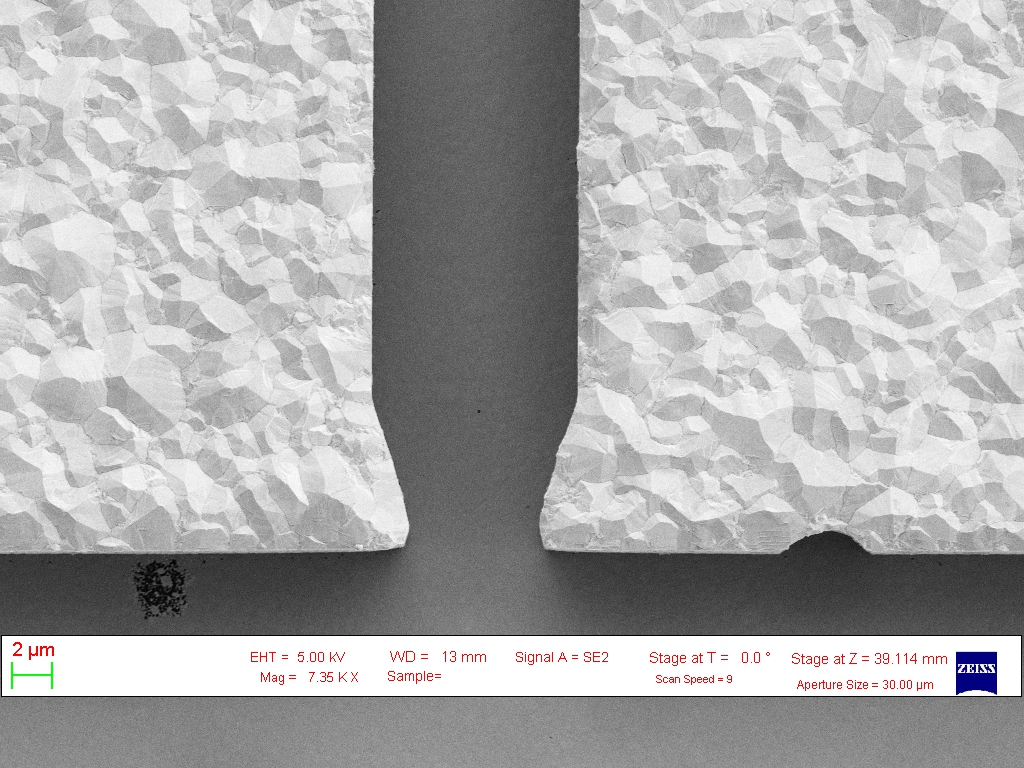 2 µm
EHT = 5.00 kV
WD = 13 mm
Signal A = SE2
Stage at T = 0.0 °
Stage at Z = 39.114 mm
Mag = 7.35 K X
Sample=
Scan Speed = 9
Aperture Size = 30.00 µm
ZEISS